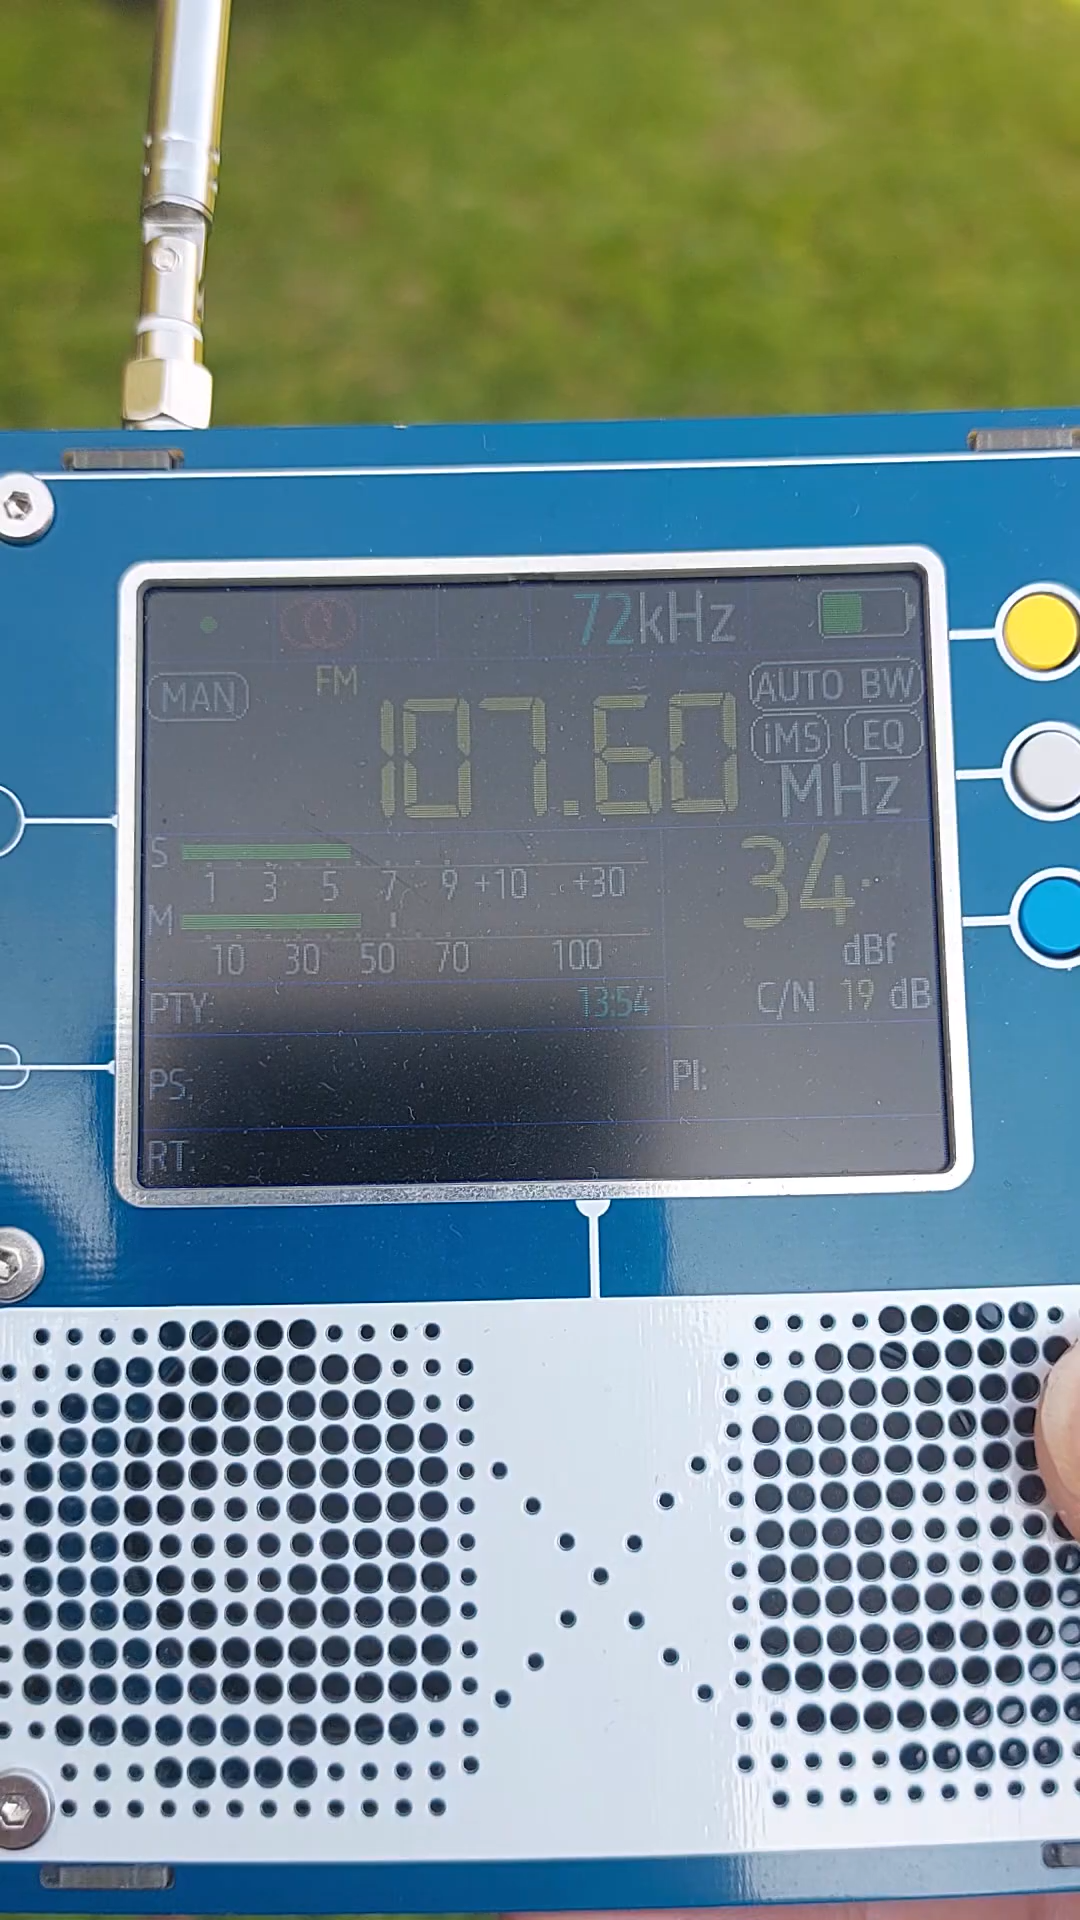 72kHz
FM
MAN
107.60
AUTO BW
iMS EQ
MHz
S
1 3 5 7 9 +10 +30
34.
M
10 30 50 70 100
dBf
PTY:
13:54
C/N 19 dB
PS:
PI:
RT: